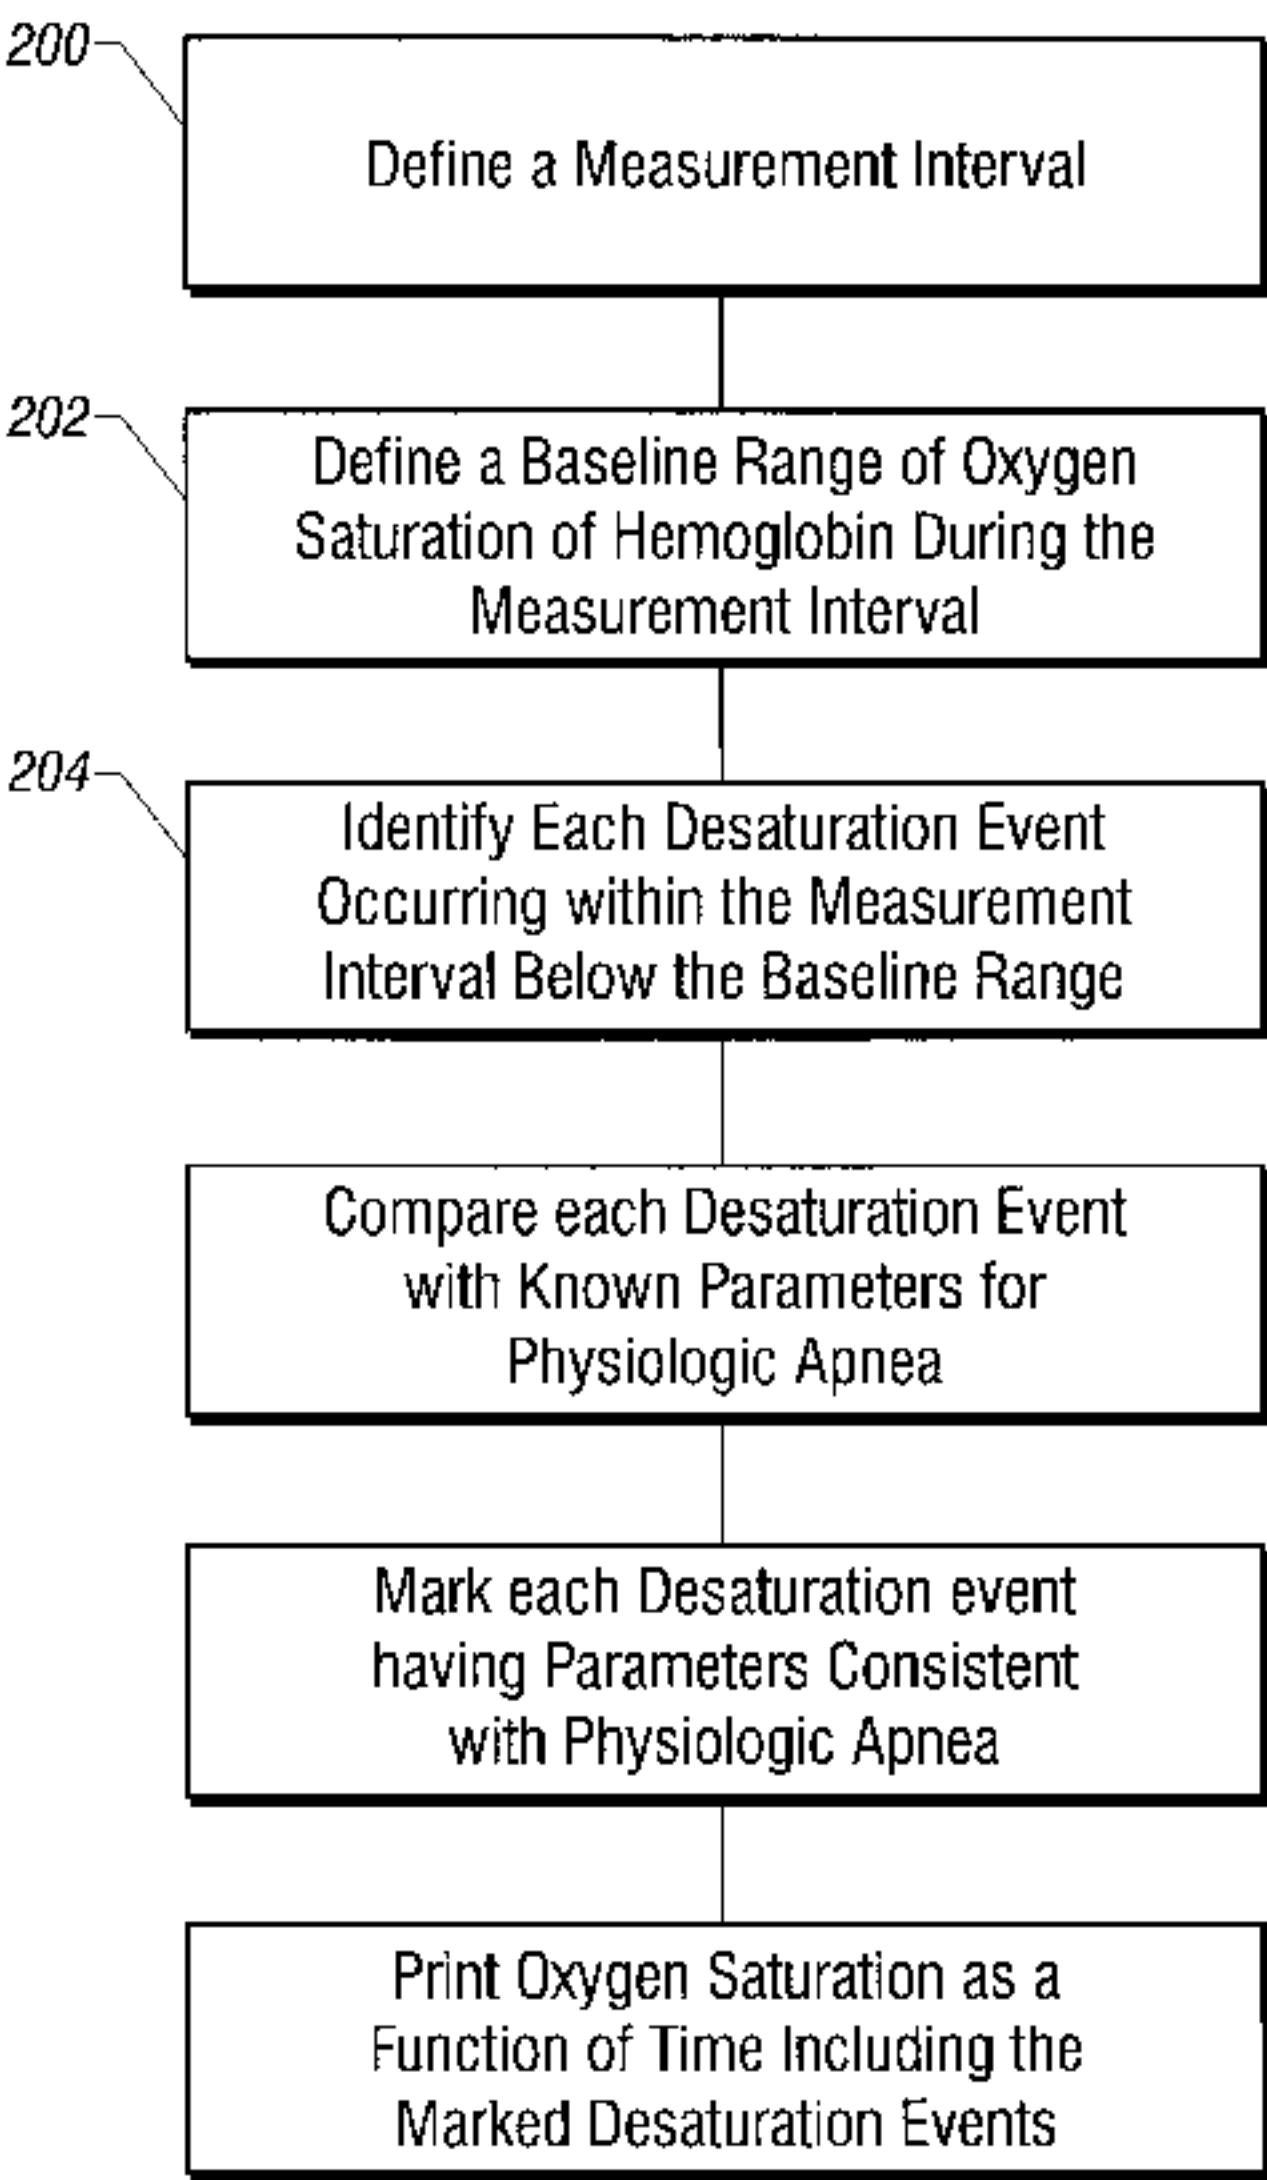 200
Define a Measurement Interval
202
Define a Baseline Range of Oxygen
Saturation of Hemoglobin During the
Measurement Interval
204
Identify Each Desaturation Event
Occurring within the Measurement
Interval Below the Baseline Range
Compare each Desaturation Event
with Known Parameters for
Physiologic Apnea
Mark each Desaturation event
having Parameters Consistent
with Physiologic Apnea
Print Oxygen Saturation as a
Function of Time Including the
Marked Desaturation Events